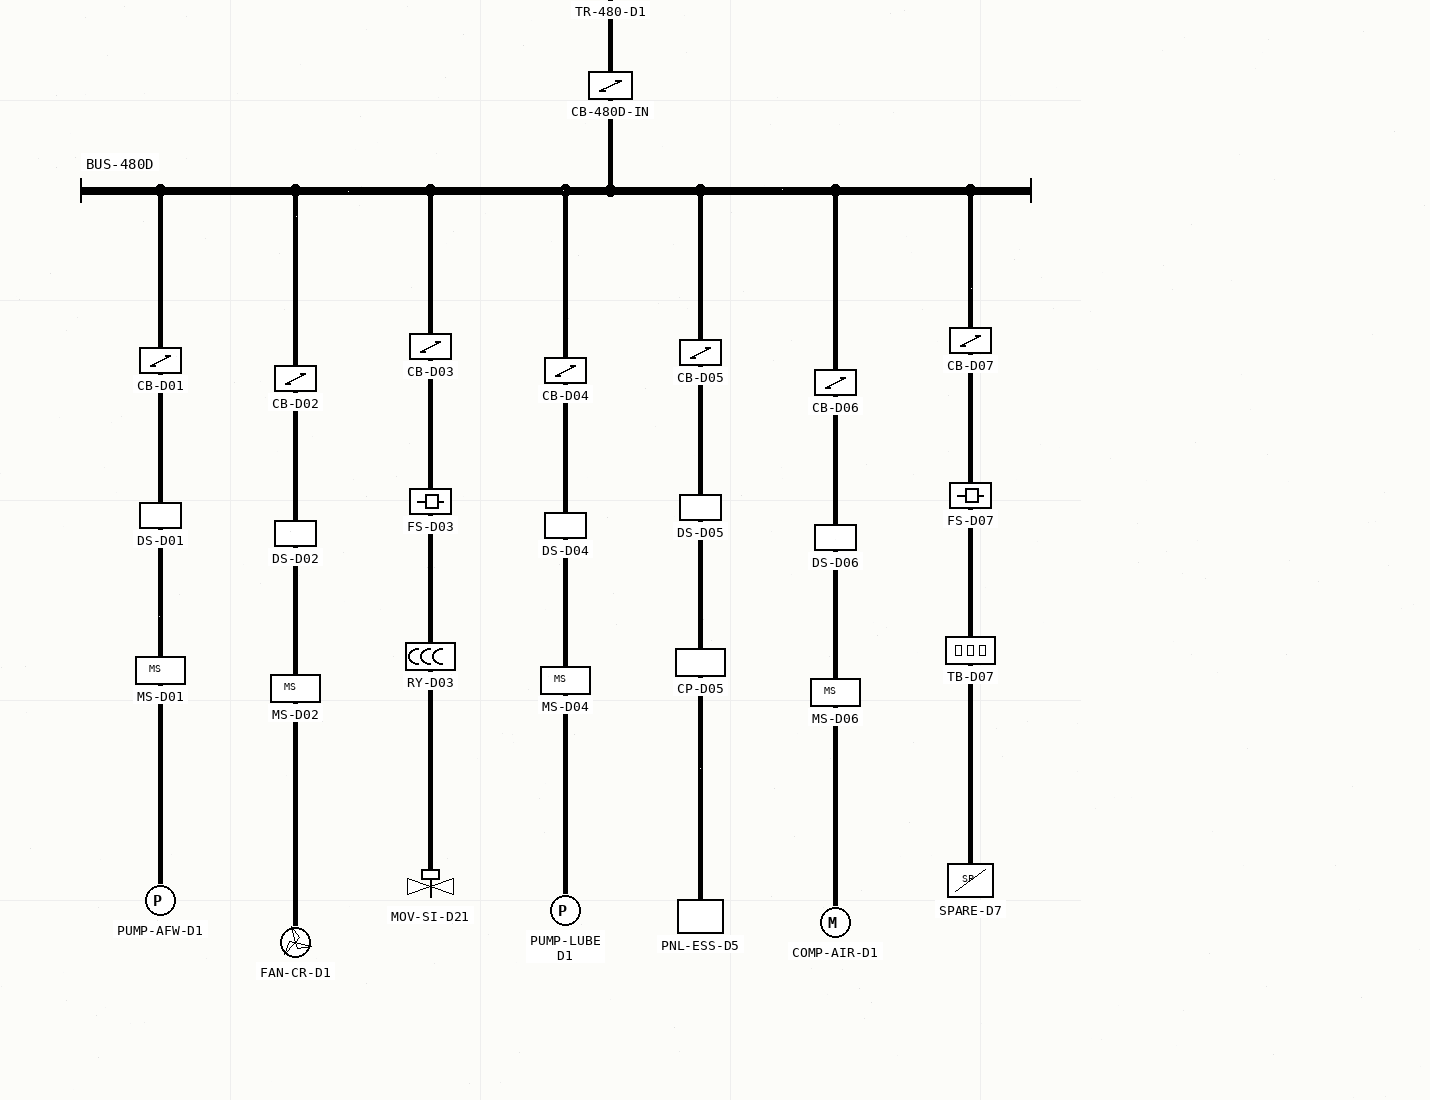 TR-480-D1
CB-480D-IN
BUS-480D
CB-D01
CB-D02
CB-D03
CB-D04
CB-D05
CB-D06
CB-D07
DS-D01
DS-D02
FS-D03
DS-D04
DS-D05
DS-D06
FS-D07
MS
MS-D01
MS
MS-D02
RY-D03
MS
MS-D04
CP-D05
MS
MS-D06
TB-D07
P
PUMP-AFW-D1
FAN-CR-D1
MOV-SI-D21
P
PUMP-LUBE
D1
PNL-ESS-D5
M
COMP-AIR-D1
SP
SPARE-D7